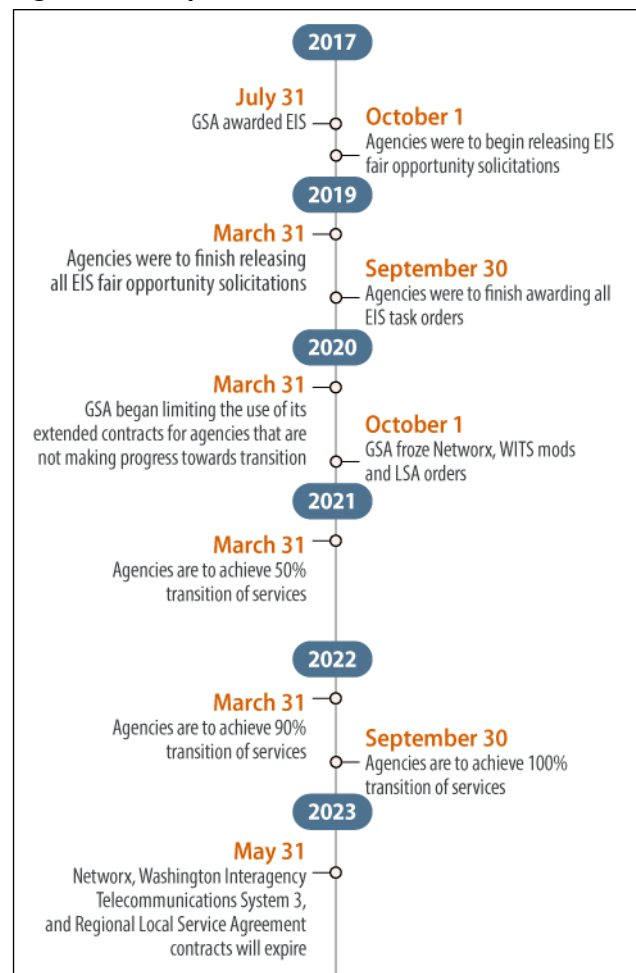 2017
July 31
GSA awarded EIS
October 1
Agencies were to begin releasing EIS
fair opportunity solicitations
2019
March 31
Agencies were to finish releasing
all EIS fair opportunity solicitations
September 30
Agencies were to finish awarding all
EIS task orders
2020
March 31
GSA began limiting the use of its
extended contracts for agencies that are
not making progress towards transition
October 1
GSA froze Networx, WITS mods
and LSA orders
2021
March 31
Agencies are to achieve 50%
transition of services
2022
March 31
Agencies are to achieve 90%
transition of services
September 30
Agencies are to achieve 100%
transition of services
2023
May 31
Networx, Washington Interagency
Telecommunications System 3,
and Regional Local Service Agreement
contracts will expire